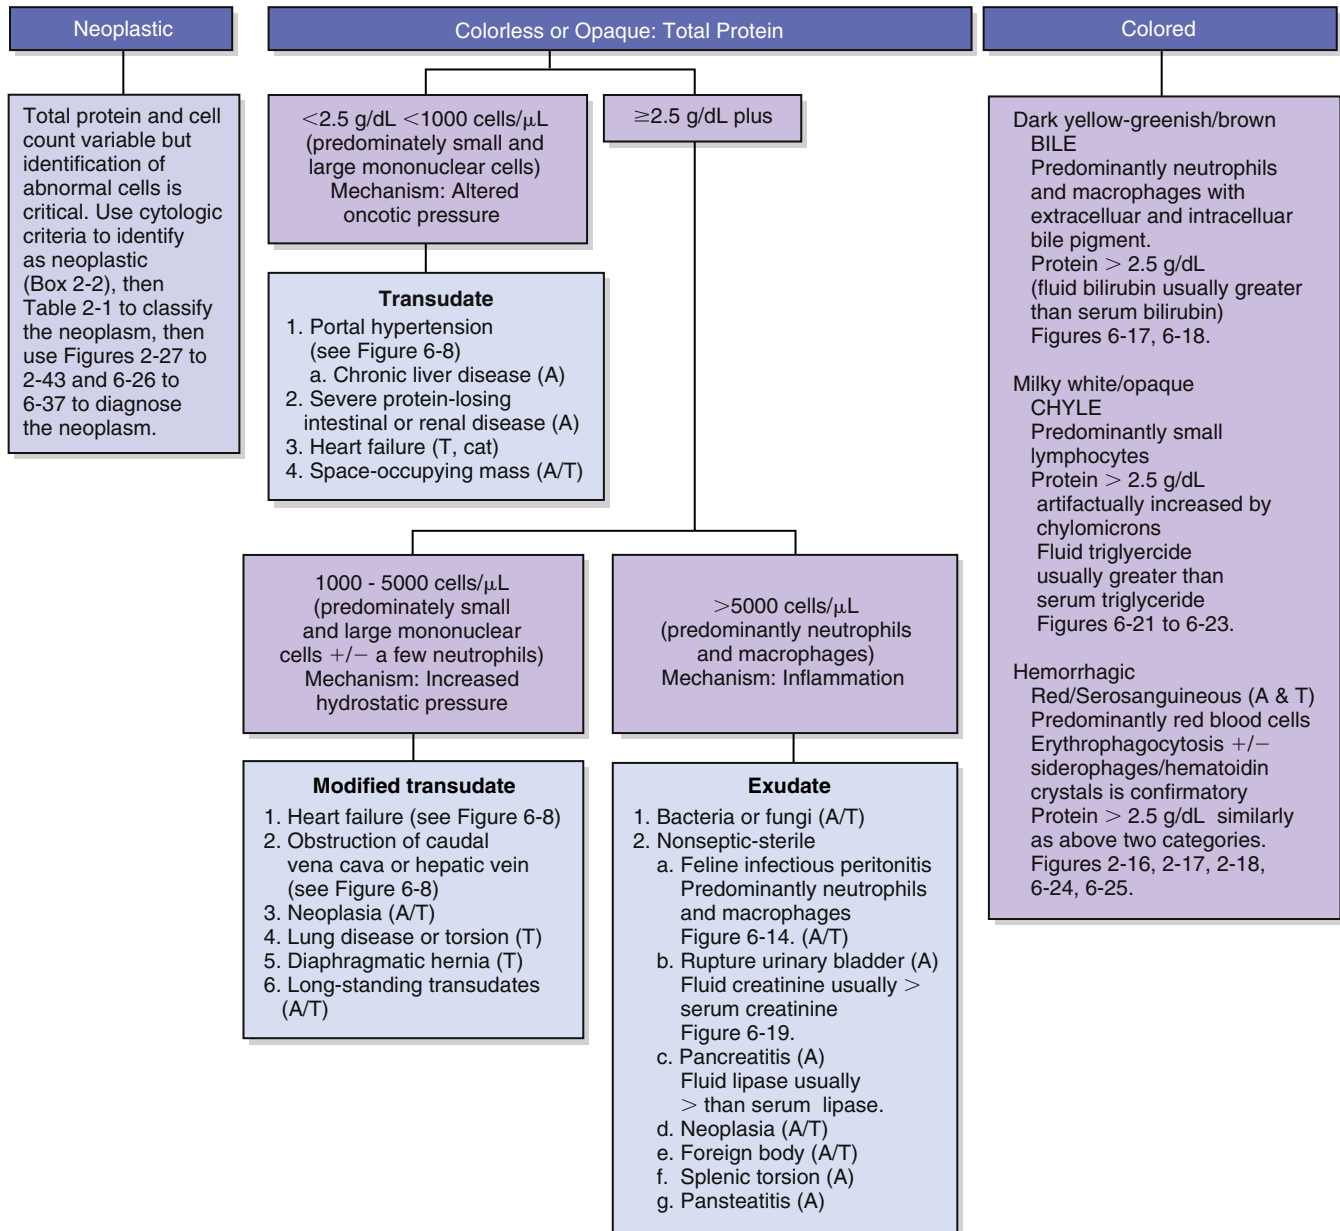 Neoplastic
Total protein and cell
count variable but
identification of
abnormal cells is
critical. Use cytologic
criteria to identify
as neoplastic
(Box 2-2), then
Table 2-1 to classify
the neoplasm, then
use Figures 2-27 to
2-43 and 6-26 to
6-37 to diagnose
the neoplasm.
Colorless or Opaque: Total Protein
<2.5 g/dL <1000 cells/μL
(predominately small and
large mononuclear cells)
Mechanism: Altered
oncotic pressure
≥2.5 g/dL plus
Transudate
1. Portal hypertension
(see Figure 6-8)
a. Chronic liver disease (A)
2. Severe protein-losing
intestinal or renal disease (A)
3. Heart failure (T, cat)
4. Space-occupying mass (A/T)
1000 - 5000 cells/μL
(predominately small
and large mononuclear
cells +/− a few neutrophils)
Mechanism: Increased
hydrostatic pressure
>5000 cells/μL
(predominantly neutrophils
and macrophages)
Mechanism: Inflammation
Modified transudate
1. Heart failure (see Figure 6-8)
2. Obstruction of caudal
vena cava or hepatic vein
(see Figure 6-8)
3. Neoplasia (A/T)
4. Lung disease or torsion (T)
5. Diaphragmatic hernia (T)
6. Long-standing transudates
(A/T)
Exudate
1. Bacteria or fungi (A/T)
2. Nonseptic-sterile
a. Feline infectious peritonitis
Predominantly neutrophils
and macrophages
Figure 6-14. (A/T)
b. Rupture urinary bladder (A)
Fluid creatinine usually >
serum creatinine
Figure 6-19.
c. Pancreatitis (A)
Fluid lipase usually
> than serum lipase.
d. Neoplasia (A/T)
e. Foreign body (A/T)
f. Splenic torsion (A)
g. Pansteatitis (A)
Colored
Dark yellow-greenish/brown
BILE
Predominantly neutrophils
and macrophages with
extracelluar and intracelluar
bile pigment.
Protein > 2.5 g/dL
(fluid bilirubin usually greater
than serum bilirubin)
Figures 6-17, 6-18.
Milky white/opaque
CHYLE
Predominantly small
lymphocytes
Protein > 2.5 g/dL
artifactually increased by
chylomicrons
Fluid triglyercide
usually greater than
serum triglyceride
Figures 6-21 to 6-23.
Hemorrhagic
Red/Serosanguineous (A & T)
Predominantly red blood cells
Erythrophagocytosis +/−
siderophages/hematoidin
crystals is confirmatory
Protein > 2.5 g/dL similarly
as above two categories.
Figures 2-16, 2-17, 2-18,
6-24, 6-25.